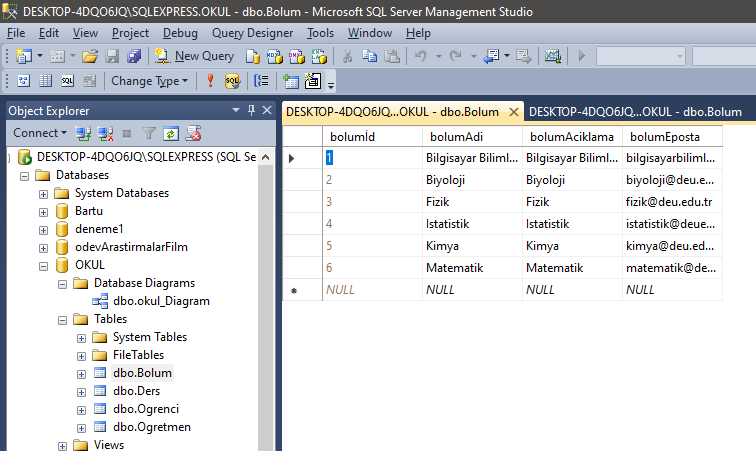 DESKTOP-4DQO6JQ\SQLEXPRESS.OKUL - dbo.Bolum - Microsoft SQL Server Management Studio
File Edit View Project Debug Query Designer Tools Window Help
New Query
Change Type
Object Explorer
Connect
DESKTOP-4DQO6JQ\SQLEXPRESS (SQL Se
Databases
System Databases
Bartu
deneme1
odevArastirmalarFilm
OKUL
Database Diagrams
dbo.okul_Diagram
Tables
System Tables
FileTables
dbo.Bolum
dbo.Ders
dbo.Ogrenci
dbo.Ogretmen
Views
DESKTOP-4DQO6JQ...OKUL - dbo.Bolum DESKTOP-4DQO6JQ...OKUL - dbo.Bolum
bolumİd bolumAdi bolumAciklama bolumEposta
1 Bilgisayar Biliml... Bilgisayar Biliml... bilgisayarbiliml...
2 Biyoloji Biyoloji biyoloji@deu.e...
3 Fizik Fizik fizik@deu.edu.tr
4 Istatistik Istatistik istatistik@deue...
5 Kimya Kimya kimya@deu.ed...
6 Matematik Matematik matematik@de...
NULL NULL NULL NULL